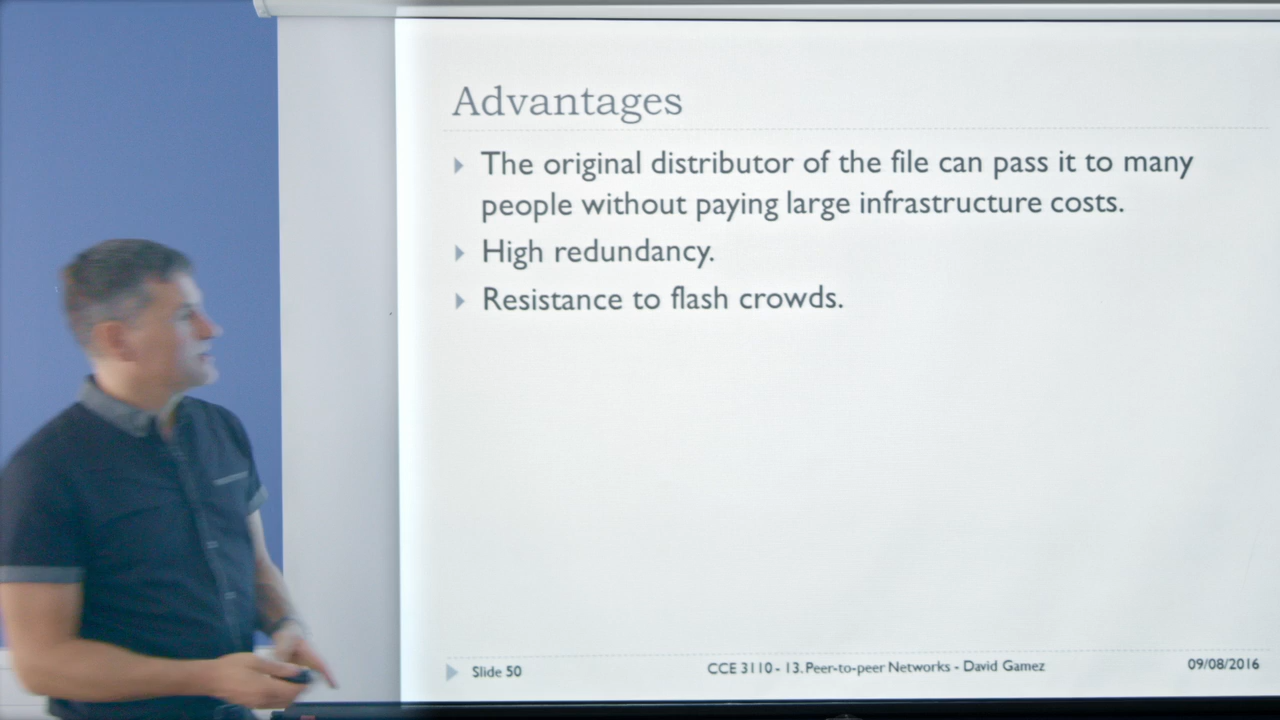 Advantages
The original distributor of the file can pass it to many
people without paying large infrastructure costs.
High redundancy.
Resistance to flash crowds.
Slide 50
CCE 3110 - 13. Peer-to-peer Networks - David Gamez
09/08/2016